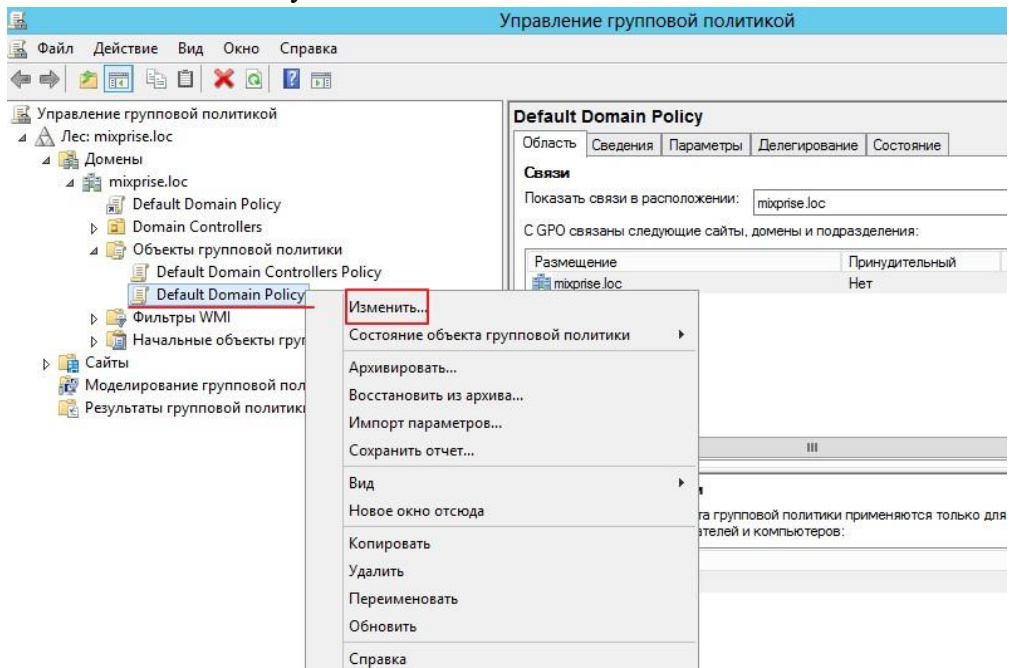 Управление групповой политикой
Файл Действие Вид Окно Справка
Управление групповой политикой
Лес: mixprise.loc
Домены
mixprise.loc
Default Domain Policy
Domain Controllers
Объекты групповой политики
Default Domain Controllers Policy
Default Domain Policy
Фильтры WMI
Начальные объекты груп
Сайты
Моделирование групповой пол
Результаты групповой политик
Default Domain Policy
Область Сведения Параметры Делегирование Состояние
Связи
Показать связи в расположении: mixprise.loc
С GPO связаны следующие сайты, домены и подразделения:
Размещение Принудительный
mixprise.loc Нет
Изменить...
Состояние объекта групповой политики
Архивировать...
Восстановить из архива...
Импорт параметров...
Сохранить отчет...
Вид
Новое окно отсюда
Копировать
Удалить
Переименовать
Обновить
Справка
та групповой политики применяются только для
ателей и компьютеров: